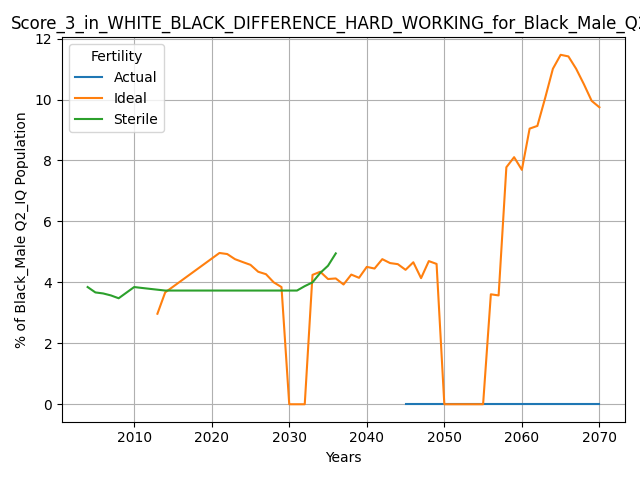 Score_3_in_WHITE_BLACK_DIFFERENCE_HARD_WORKING_for_Black_Male_Q2
Fertility
Actual
Ideal
Sterile
% of Black_Male Q2_IQ Population
12
10
8
6
4
2
0
2010 2020 2030 2040 2050 2060 2070
Years